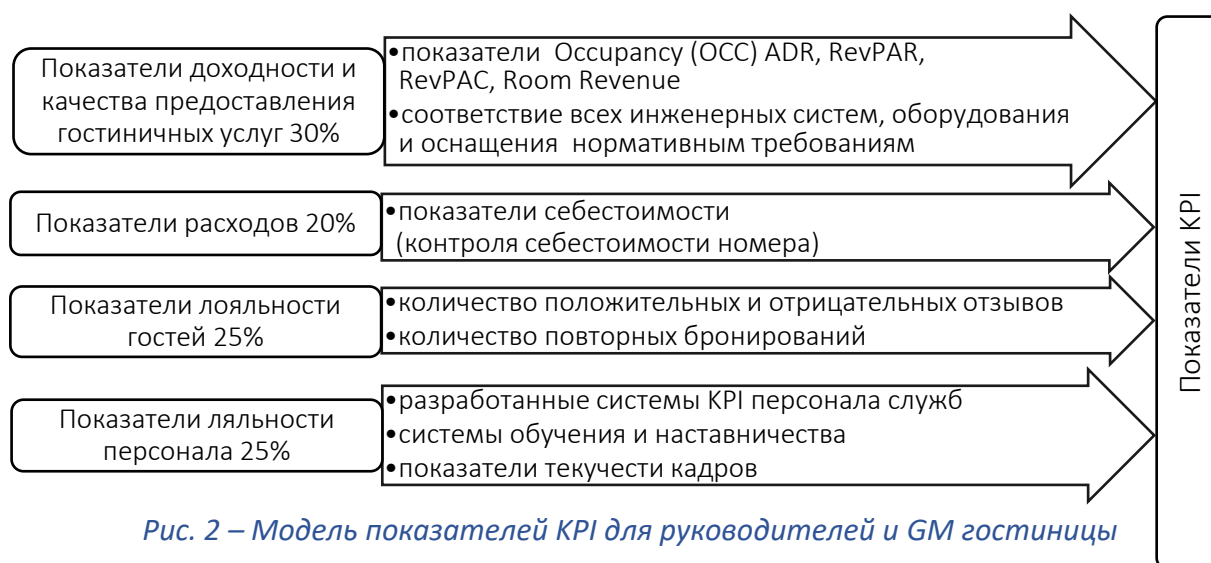 Показатели доходности и
качества предоставления
гостиничных услуг 30%
•показатели Occupancy (OCC) ADR, RevPAR,
RevPAC, Room Revenue
•соответствие всех инженерных систем, оборудования
и оснащения нормативным требованиям
Показатели расходов 20%
•показатели себестоимости
(контроля себестоимости номера)
Показатели лояльности
гостей 25%
•количество положительных и отрицательных отзывов
•количество повторных бронирований
Показатели ляльности
персонала 25%
•разработанные системы KPI персонала служб
•системы обучения и наставничества
•показатели текучести кадров
Показатели KPI
Рис. 2 – Модель показателей KPI для руководителей и GM гостиницы